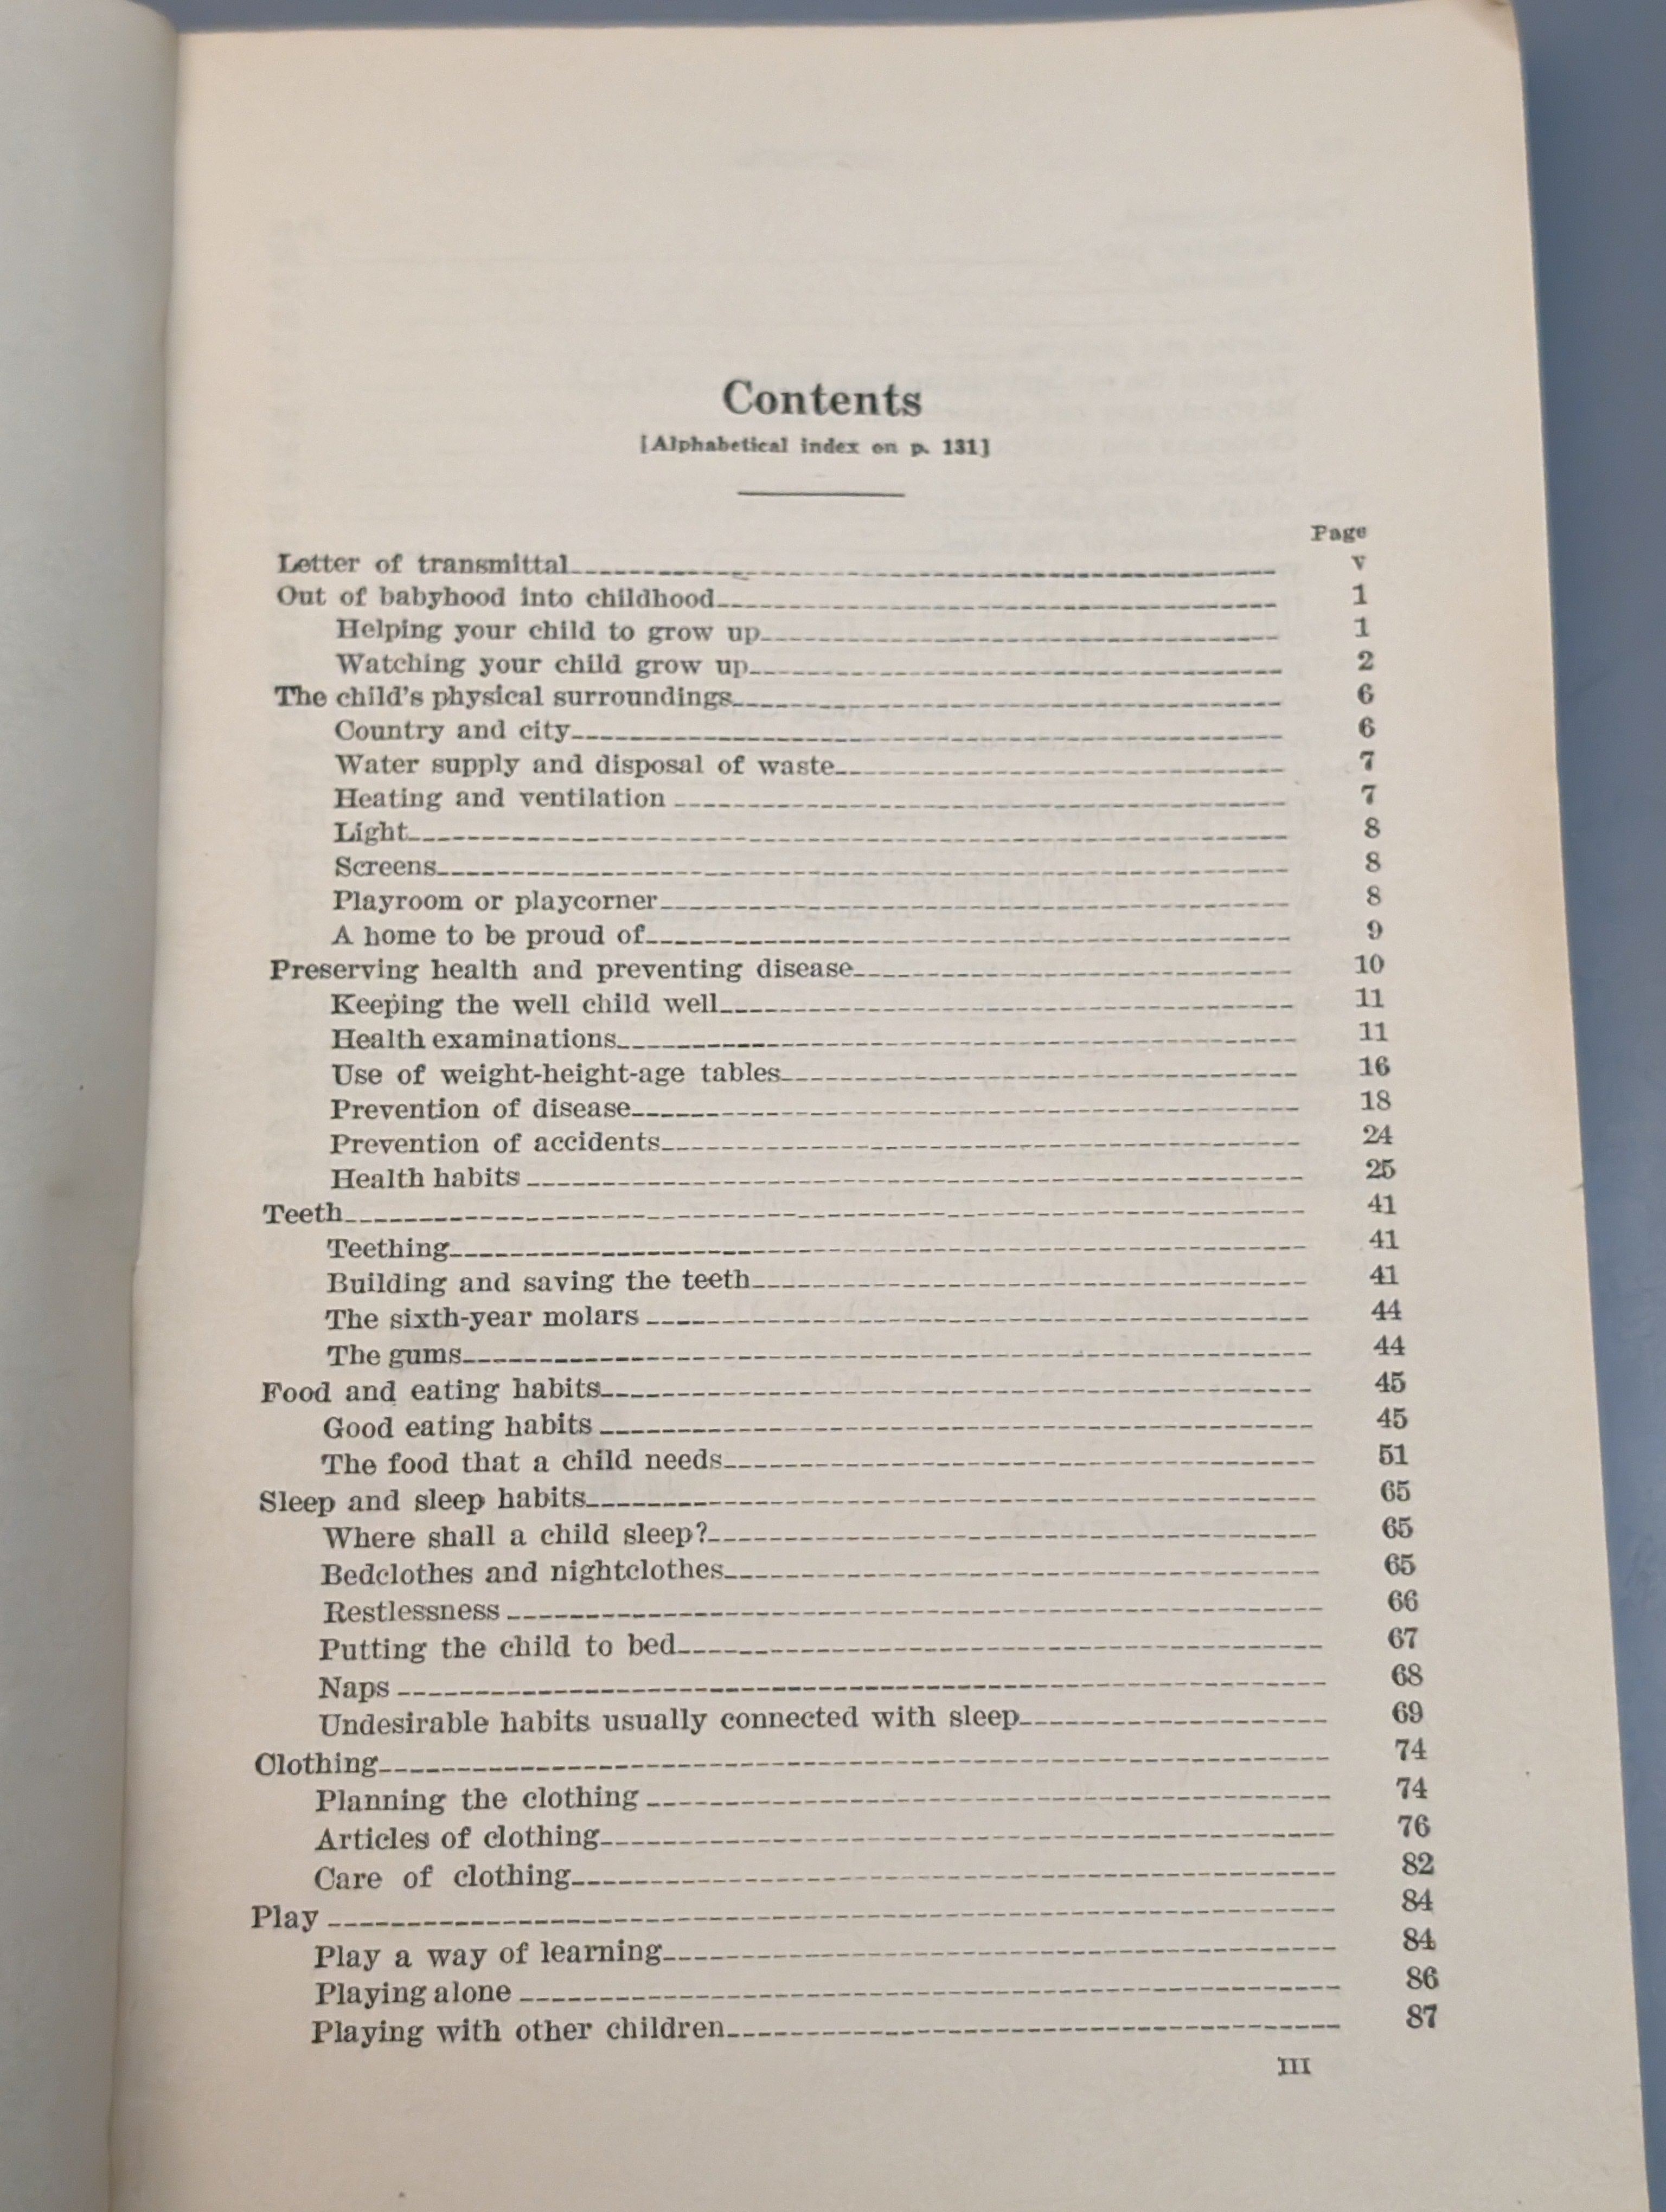 Contents
[Alphabetical index on p. 131]
Page
Letter of transmittal v
Out of babyhood into childhood 1
Helping your child to grow up 1
Watching your child grow up 2
The child's physical surroundings 6
Country and city 6
Water supply and disposal of waste 7
Heating and ventilation 7
Light 8
Screens 8
Playroom or playcorner 8
A home to be proud of 9
Preserving health and preventing disease 10
Keeping the well child well 11
Health examinations 11
Use of weight-height-age tables 16
Prevention of disease 18
Prevention of accidents 24
Health habits 25
Teeth 41
Teething 41
Building and saving the teeth 41
The sixth-year molars 44
The gums 44
Food and eating habits 45
Good eating habits 45
The food that a child needs 51
Sleep and sleep habits 65
Where shall a child sleep? 65
Bedclothes and nightclothes 65
Restlessness 66
Putting the child to bed 67
Naps 68
Undesirable habits usually connected with sleep 69
Clothing 74
Planning the clothing 74
Articles of clothing 76
Care of clothing 82
Play 84
Play a way of learning 84
Playing alone 86
Playing with other children 87
III